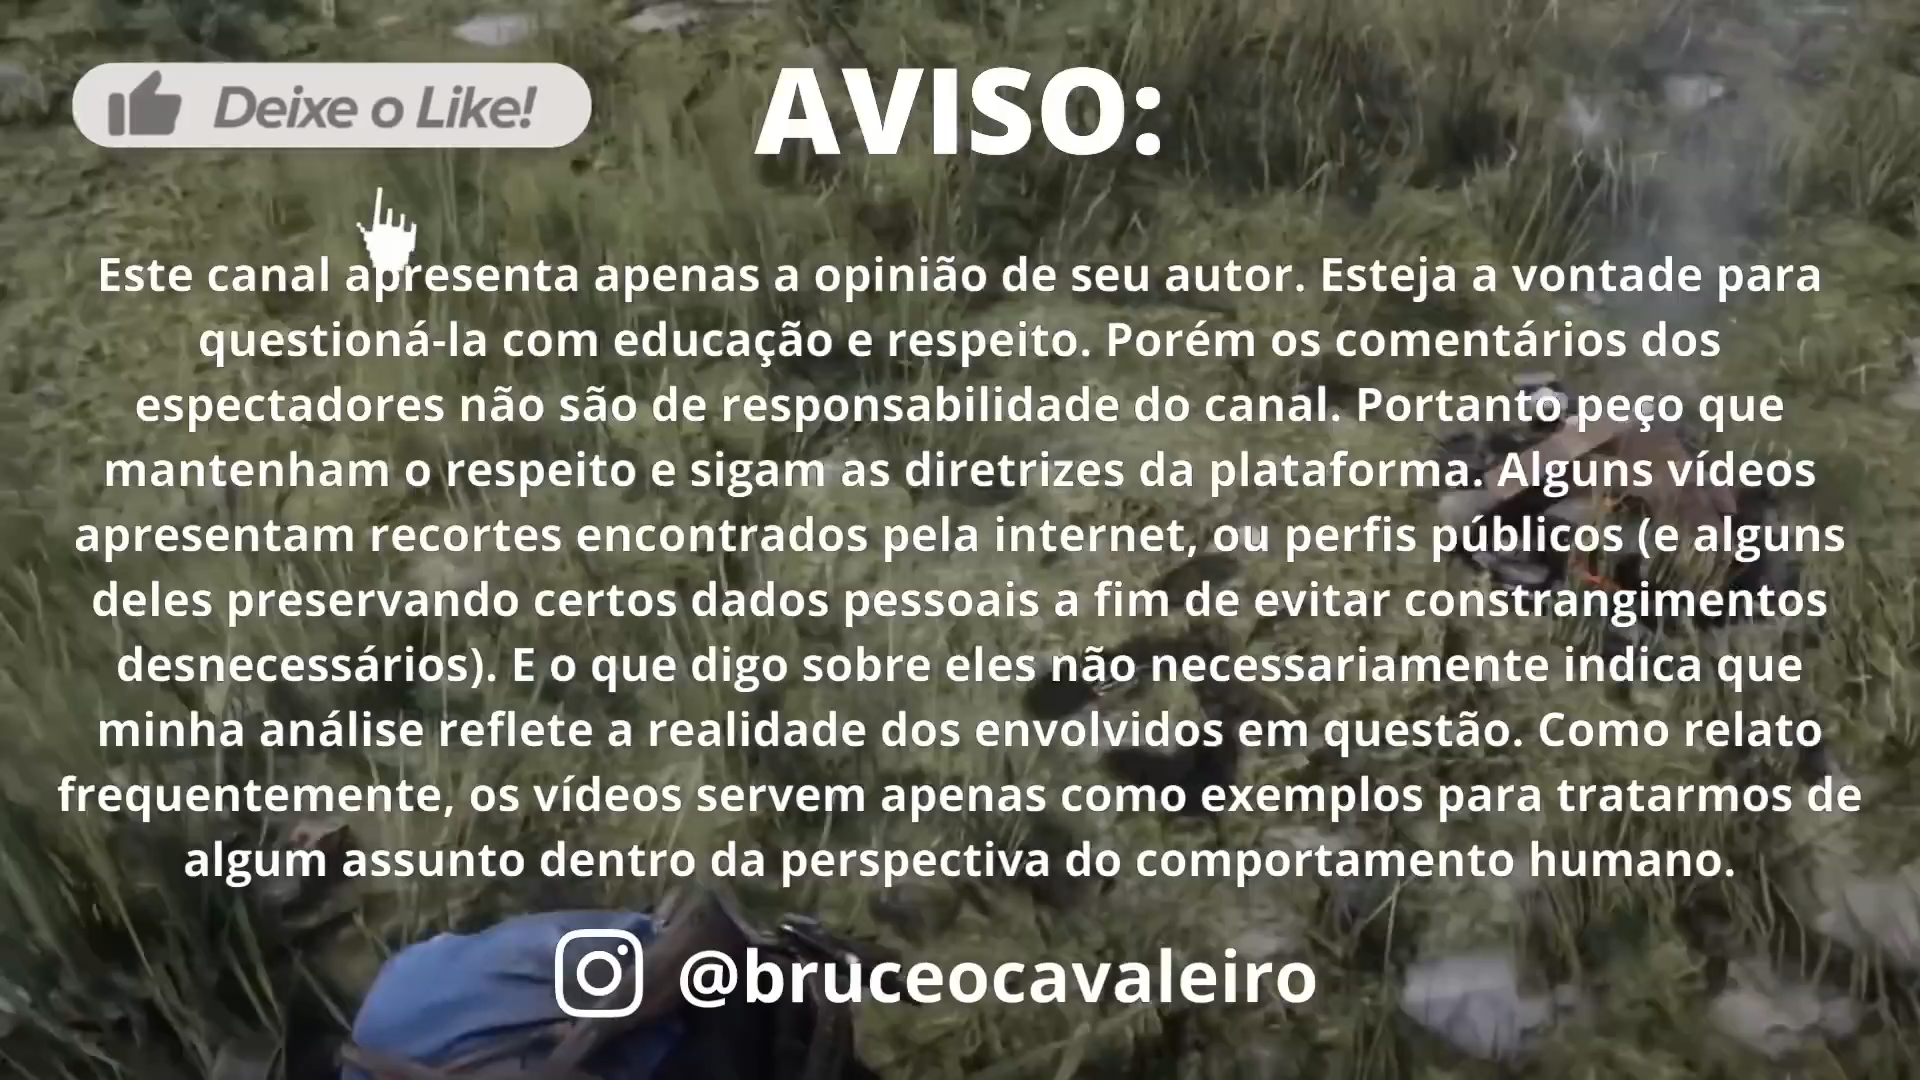 Deixe o Like!
AVISO:
Este canal apresenta apenas a opinião de seu autor. Esteja a vontade para
questioná-la com educação e respeito. Porém os comentários dos
espectadores não são de responsabilidade do canal. Portanto peço que
mantenham o respeito e sigam as diretrizes da plataforma. Alguns vídeos
apresentam recortes encontrados pela internet, ou perfis públicos (e alguns
deles preservando certos dados pessoais a fim de evitar constrangimentos
desnecessários). E o que digo sobre eles não necessariamente indica que
minha análise reflete a realidade dos envolvidos em questão. Como relato
frequentemente, os vídeos servem apenas como exemplos para tratarmos de
algum assunto dentro da perspectiva do comportamento humano.
@bruceocavaleiro